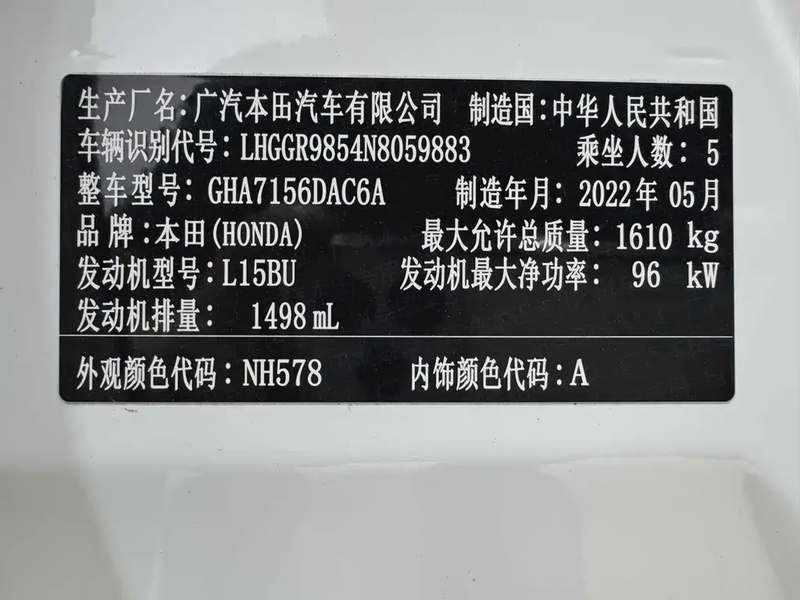 生产厂名:广汽本田汽车有限公司 制造国:中华人民共和国
车辆识别代号:LHGGR9854N8059883 乘坐人数:5
整车型号:GHA7156DAC6A 制造年月:2022年05月
品牌:本田(HONDA) 最大允许总质量:1610 kg
发动机型号:L15BU 发动机最大净功率: 96 kW
发动机排量: 1498 mL
外观颜色代码:NH578 内饰颜色代码:A